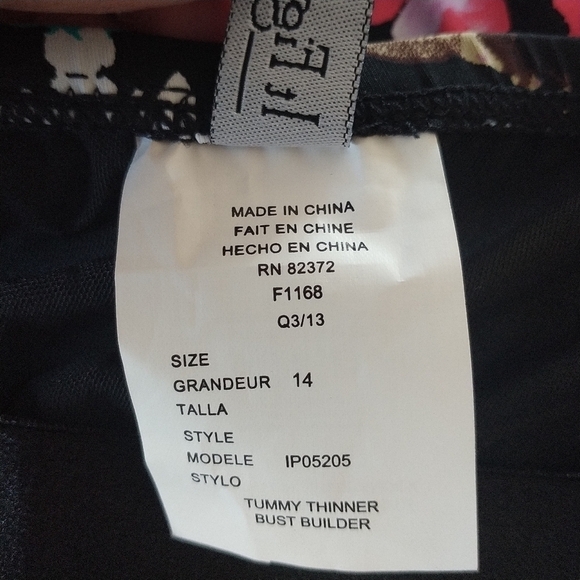 MADE IN CHINA
FAIT EN CHINE
HECHO EN CHINA
RN 82372
F1168
Q3/13
SIZE
GRANDEUR 14
TALLA
STYLE
MODELE IP05205
STYLO
TUMMY THINNER
BUST BUILDER